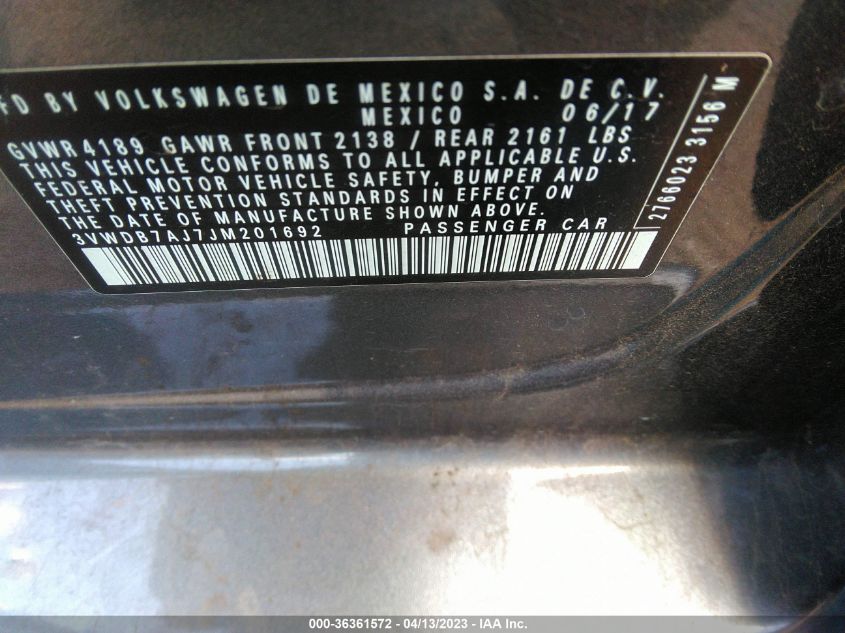 FD BY VOLKSWAGEN DE MEXICO S.A. DE C.V.
MEXICO 06/17
GVWR 4189 GAWR FRONT 2138 / REAR 2161 LBS
THIS VEHICLE CONFORMS TO ALL APPLICABLE U.S.
FEDERAL MOTOR VEHICLE SAFETY, BUMPER AND
THEFT PREVENTION STANDARDS IN EFFECT ON
THE DATE OF MANUFACTURE SHOWN ABOVE.
3VWDB7AJ7JM201692 PASSENGER CAR
2766023 3156 M
000-36361572 - 04/13/2023 - IAA Inc.